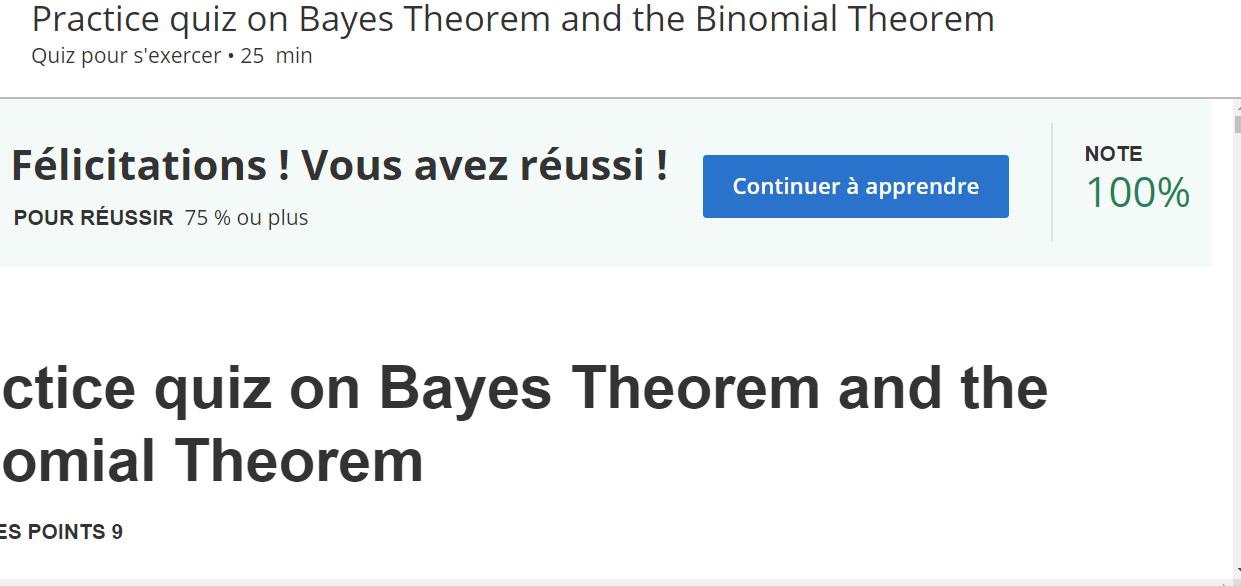 Practice quiz on Bayes Theorem and the Binomial Theorem
Quiz pour s'exercer • 25 min
Félicitations ! Vous avez réussi !
POUR RÉUSSIR 75 % ou plus
Continuer à apprendre
NOTE
100%
ctice quiz on Bayes Theorem and the
omial Theorem
ES POINTS 9